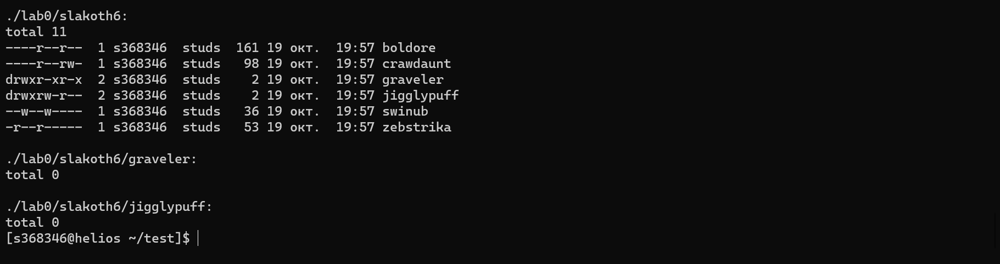 ./lab0/slakoth6:
total 11
----r--r--  1 s368346  studs  161 19 окт.  19:57 boldore
----r--rw-  1 s368346  studs   98 19 окт.  19:57 crawdaunt
drwxr-xr-x  2 s368346  studs    2 19 окт.  19:57 graveler
drwxrw-r--  2 s368346  studs    2 19 окт.  19:57 jigglypuff
--w--w----  1 s368346  studs   36 19 окт.  19:57 swinub
-r--r-----  1 s368346  studs   53 19 окт.  19:57 zebstrika
./lab0/slakoth6/graveler:
total 0
./lab0/slakoth6/jigglypuff:
total 0
[s368346@helios ~/test]$